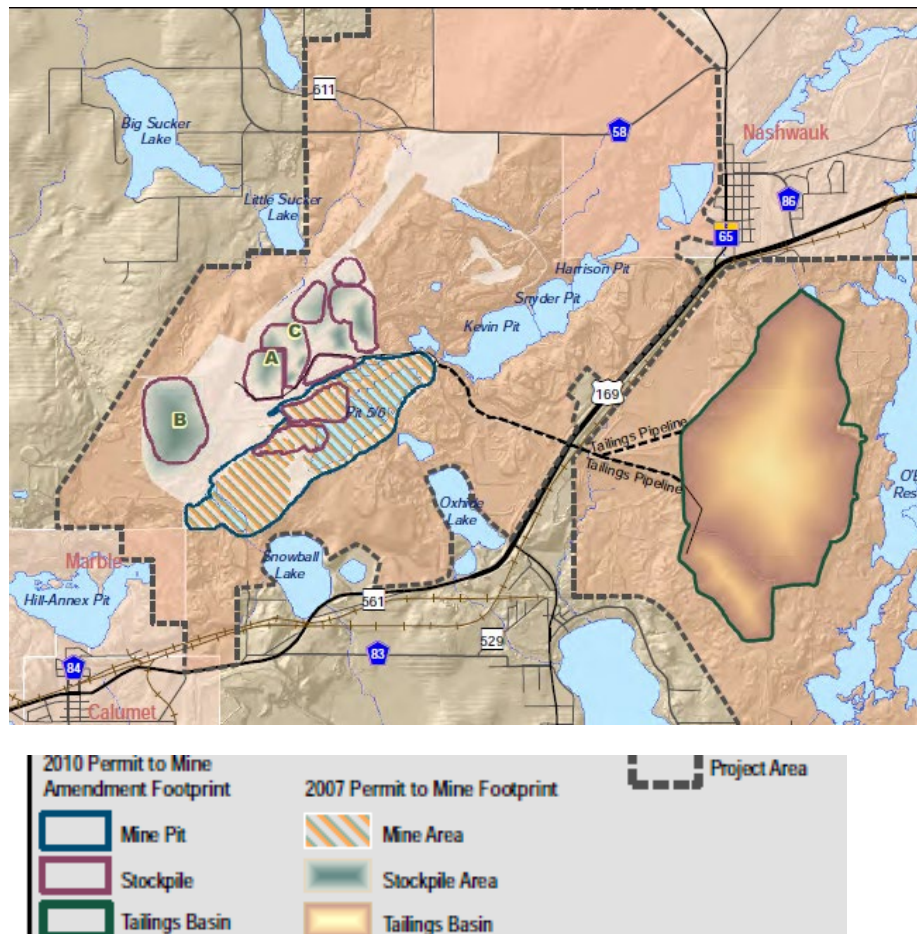 611
58
Big Sucker
Lake
Nashwauk
Little Sucker
Lake
86
65
Harrison Pit
Snyder Pit
Kevin Pit
C
A
B
Pit 5/6
169
Tailings Pipeline
Tailings Pipeline
Oxhide
Lake
Marble
Snowball
Lake
Hill-Annex Pit
561
529
83
84
Calumet
2010 Permit to Mine
Amendment Footprint
2007 Permit to Mine Footprint
Project Area
Mine Pit
Mine Area
Stockpile
Stockpile Area
Tailings Basin
Tailings Basin